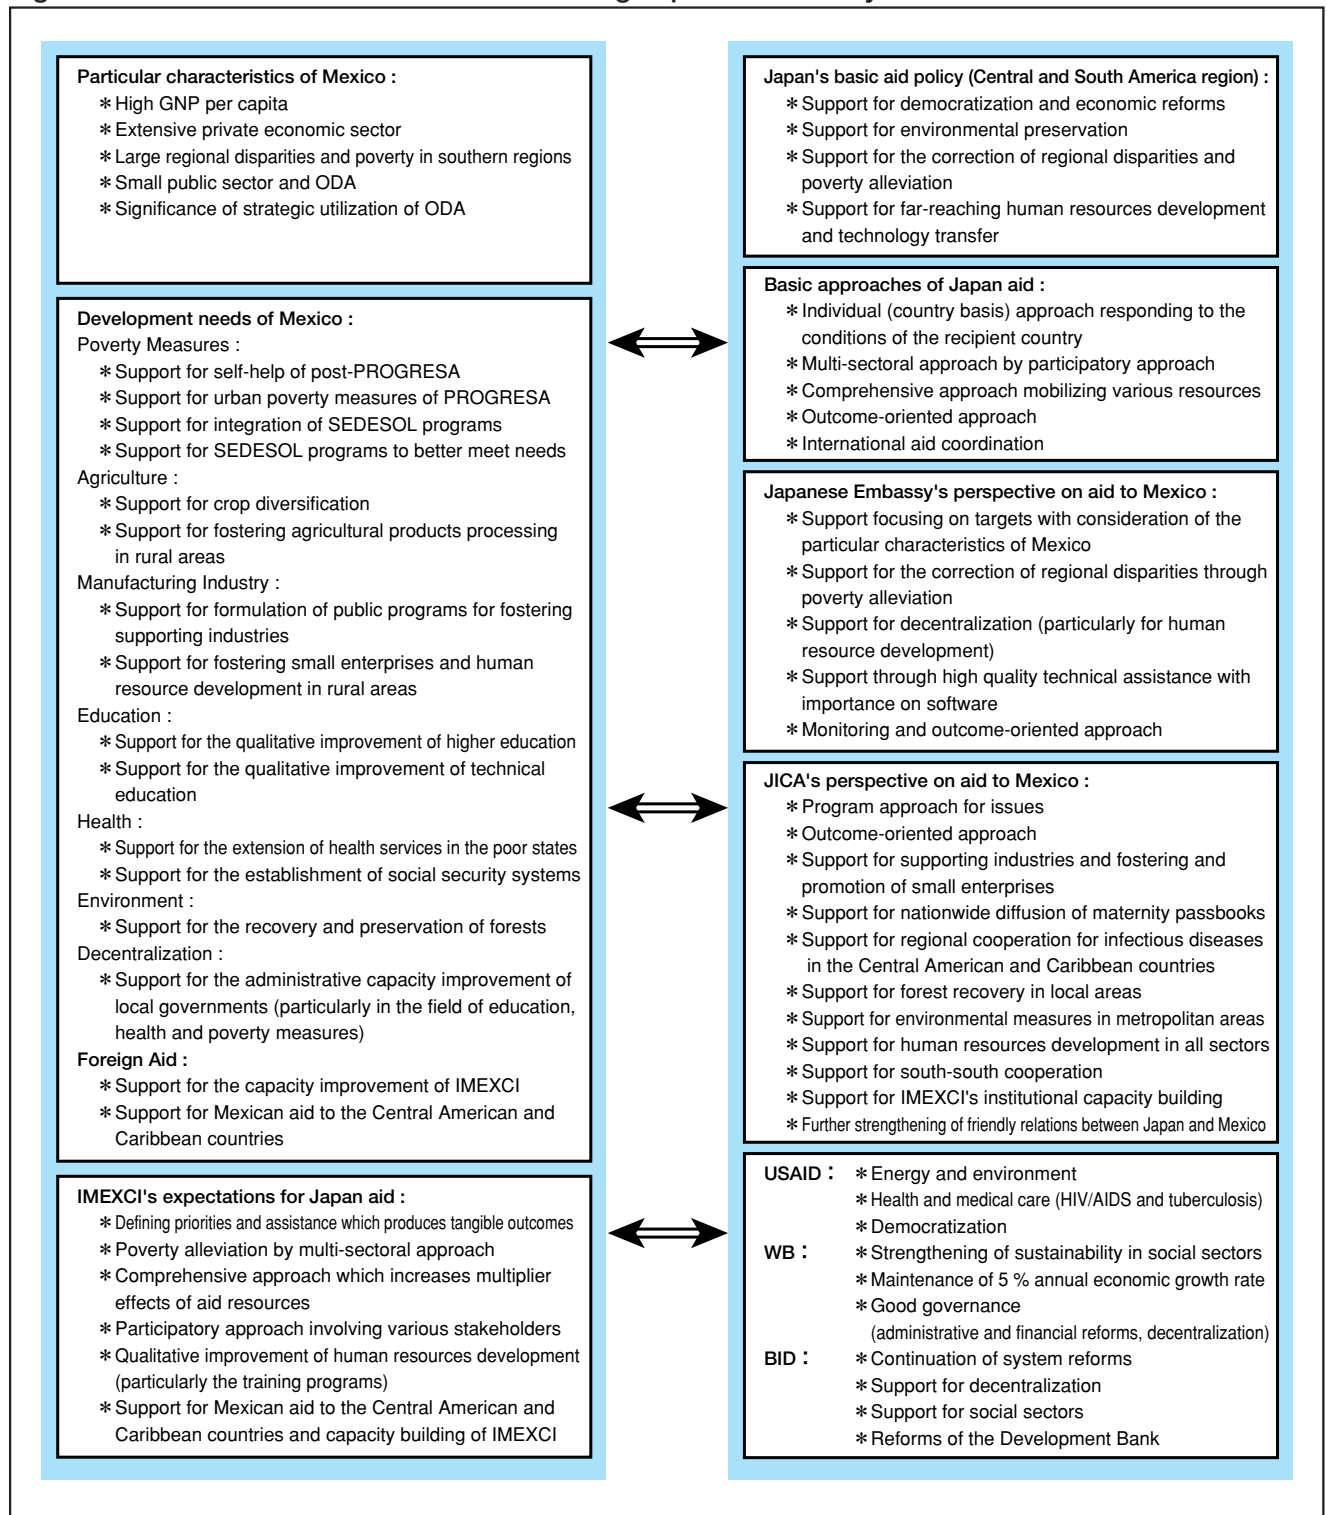 Particular characteristics of Mexico :
＊High GNP per capita
＊Extensive private economic sector
＊Large regional disparities and poverty in southern regions
＊Small public sector and ODA
＊Significance of strategic utilization of ODA
Development needs of Mexico :
Poverty Measures :
＊Support for self-help of post-PROGRESA
＊Support for urban poverty measures of PROGRESA
＊Support for integration of SEDESOL programs
＊Support for SEDESOL programs to better meet needs
Agriculture :
＊Support for crop diversification
＊Support for fostering agricultural products processing
in rural areas
Manufacturing Industry :
＊Support for formulation of public programs for fostering
supporting industries
＊Support for fostering small enterprises and human
resource development in rural areas
Education :
＊Support for the qualitative improvement of higher education
＊Support for the qualitative improvement of technical
education
Health :
＊Support for the extension of health services in the poor states
＊Support for the establishment of social security systems
Environment :
＊Support for the recovery and preservation of forests
Decentralization :
＊Support for the administrative capacity improvement of
local governments (particularly in the field of education,
health and poverty measures)
Foreign Aid :
＊Support for the capacity improvement of IMEXCI
＊Support for Mexican aid to the Central American and
Caribbean countries
IMEXCI's expectations for Japan aid :
＊Defining priorities and assistance which produces tangible outcomes
＊Poverty alleviation by multi-sectoral approach
＊Comprehensive approach which increases multiplier
effects of aid resources
＊Participatory approach involving various stakeholders
＊Qualitative improvement of human resources development
(particularly the training programs)
＊Support for Mexican aid to the Central American and
Caribbean countries and capacity building of IMEXCI
Japan's basic aid policy (Central and South America region) :
＊Support for democratization and economic reforms
＊Support for environmental preservation
＊Support for the correction of regional disparities and
poverty alleviation
＊Support for far-reaching human resources development
and technology transfer
Basic approaches of Japan aid :
＊Individual (country basis) approach responding to the
conditions of the recipient country
＊Multi-sectoral approach by participatory approach
＊Comprehensive approach mobilizing various resources
＊Outcome-oriented approach
＊International aid coordination
Japanese Embassy's perspective on aid to Mexico :
＊Support focusing on targets with consideration of the
particular characteristics of Mexico
＊Support for the correction of regional disparities through
poverty alleviation
＊Support for decentralization (particularly for human
resource development)
＊Support through high quality technical assistance with
importance on software
＊Monitoring and outcome-oriented approach
JICA's perspective on aid to Mexico :
＊Program approach for issues
＊Outcome-oriented approach
＊Support for supporting industries and fostering and
promotion of small enterprises
＊Support for nationwide diffusion of maternity passbooks
＊Support for regional cooperation for infectious diseases
in the Central American and Caribbean countries
＊Support for forest recovery in local areas
＊Support for environmental measures in metropolitan areas
＊Support for human resources development in all sectors
＊Support for south-south cooperation
＊Support for IMEXCI's institutional capacity building
＊Further strengthening of friendly relations between Japan and Mexico
USAID : ＊Energy and environment
＊Health and medical care (HIV/AIDS and tuberculosis)
＊Democratization
WB : ＊Strengthening of sustainability in social sectors
＊Maintenance of 5 % annual economic growth rate
＊Good governance
(administrative and financial reforms, decentralization)
BID : ＊Continuation of system reforms
＊Support for decentralization
＊Support for social sectors
＊Reforms of the Development Bank